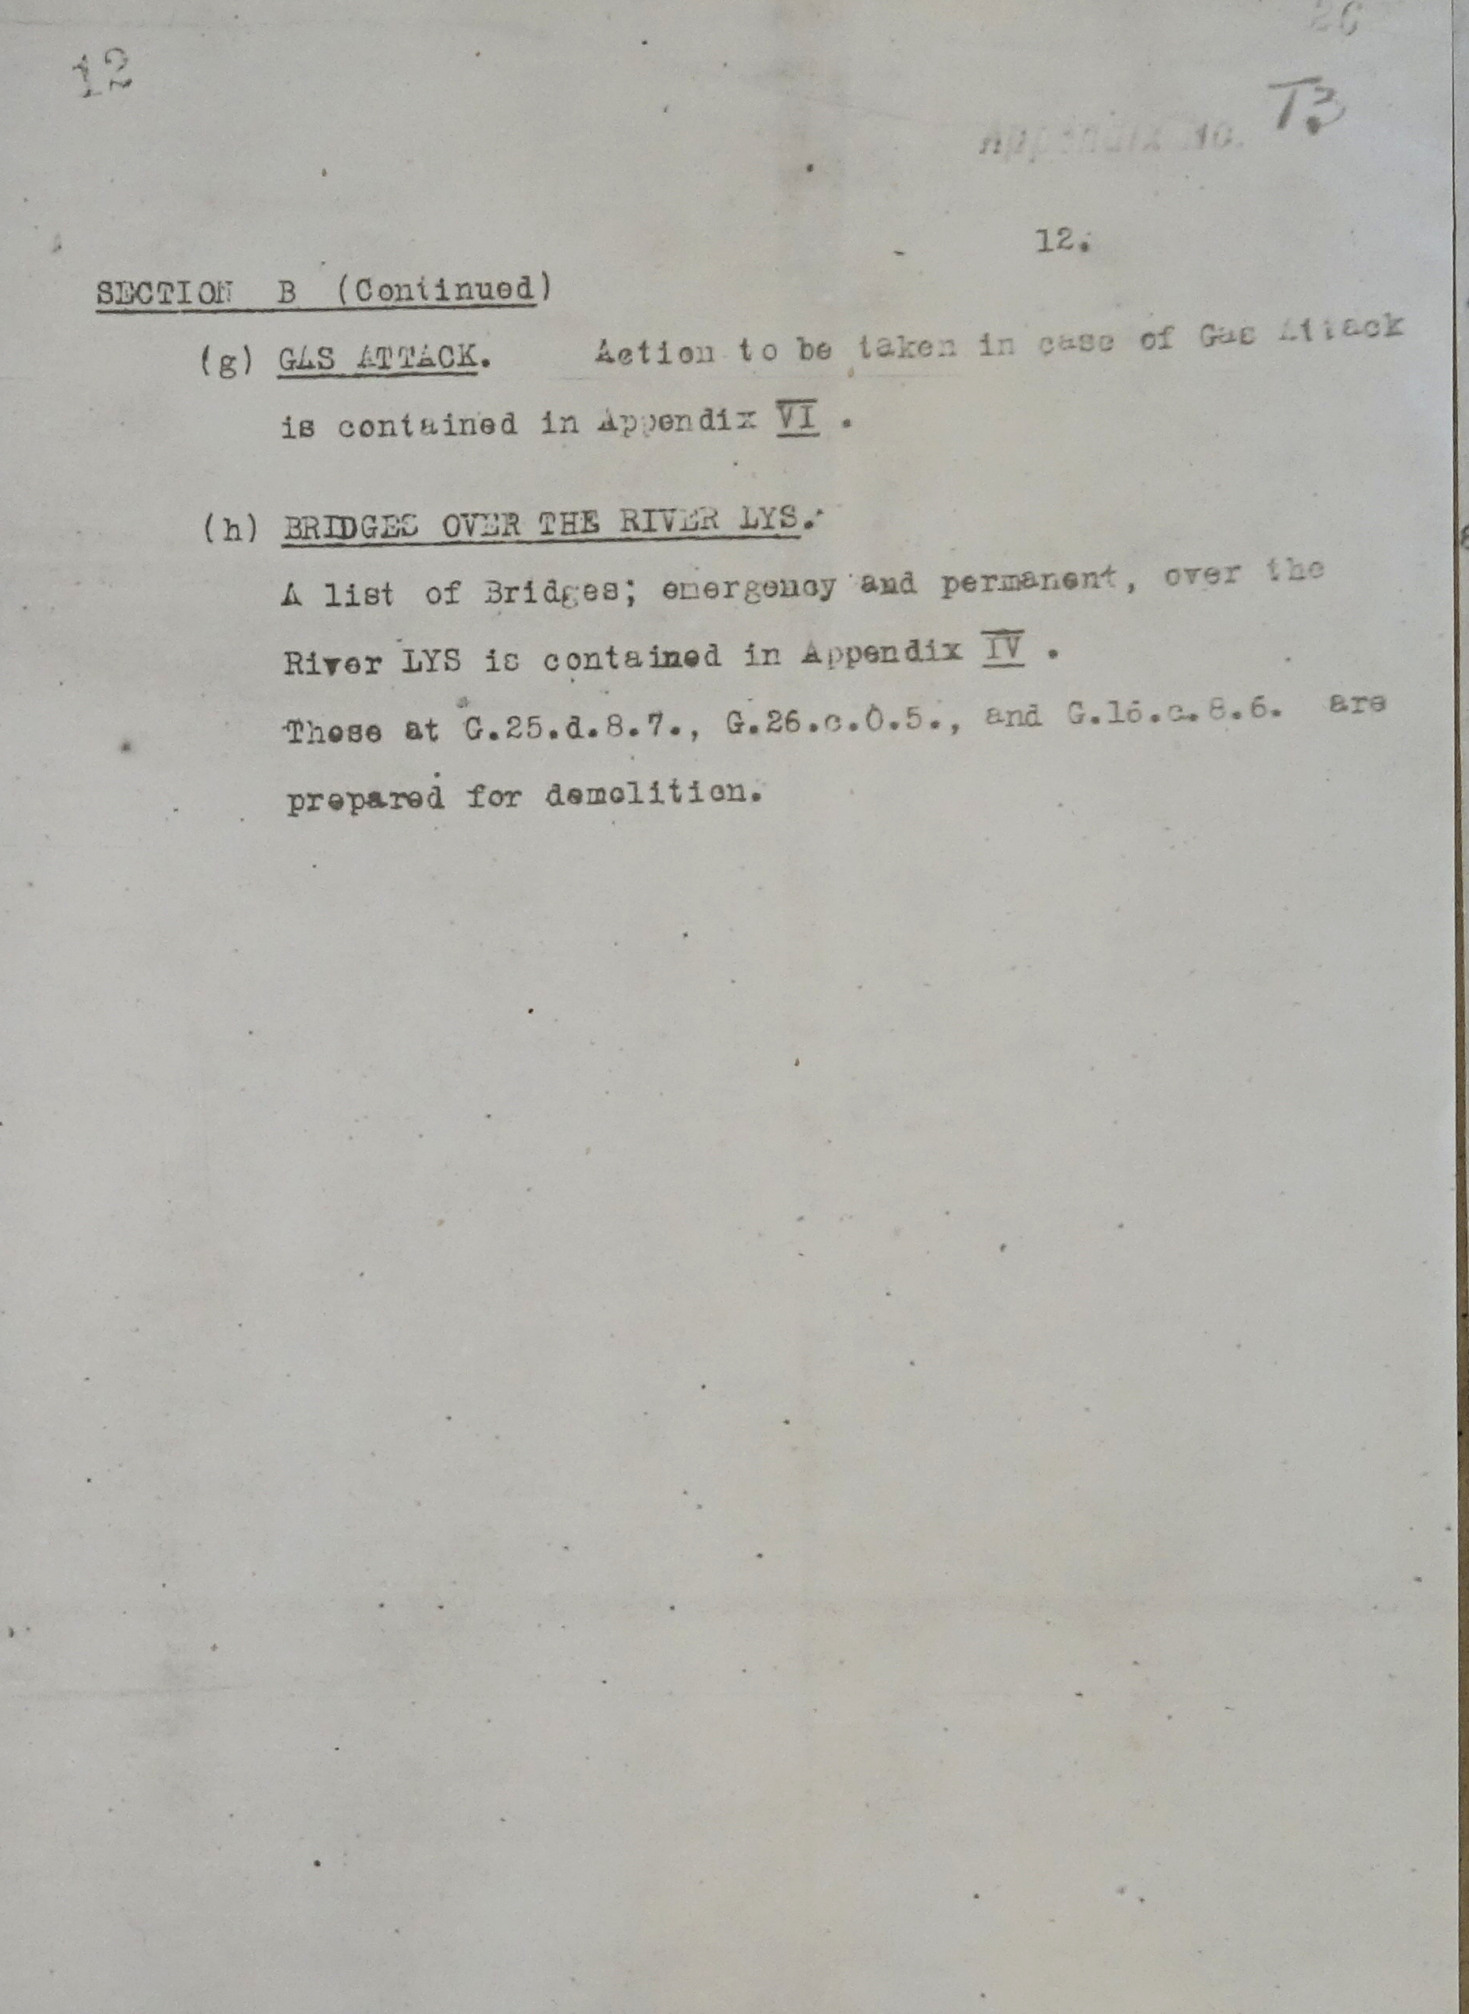 12
12.
SECTION B (Continued)
(g) GAS ATTACK. Action to be taken in case of Gas Attack
is contained in Appendix VI .
(h) BRIDGES OVER THE RIVER LYS.
A list of Bridges; emergency and permanent, over the
River LYS is contained in Appendix IV .
Those at G.25.d.8.7., G.26.c.0.5., and G.16.c.8.6. are
prepared for demolition.